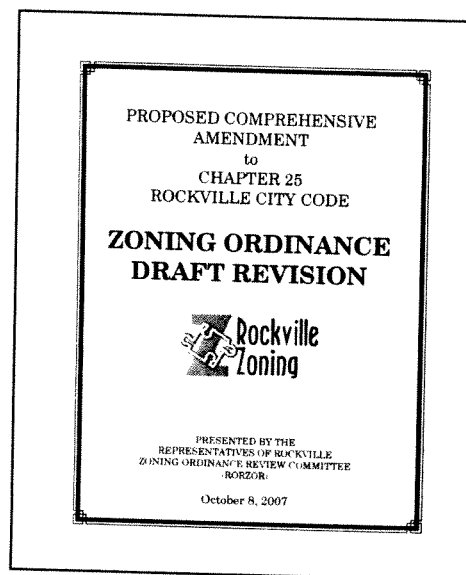 PROPOSED COMPREHENSIVE
AMENDMENT
to
CHAPTER 25
ROCKVILLE CITY CODE
ZONING ORDINANCE
DRAFT REVISION
Rockville
Zoning
PRESENTED BY THE
REPRESENTATIVES OF ROCKVILLE
ZONING ORDINANCE REVIEW COMMITTEE
(RORZOR)
October 8, 2007